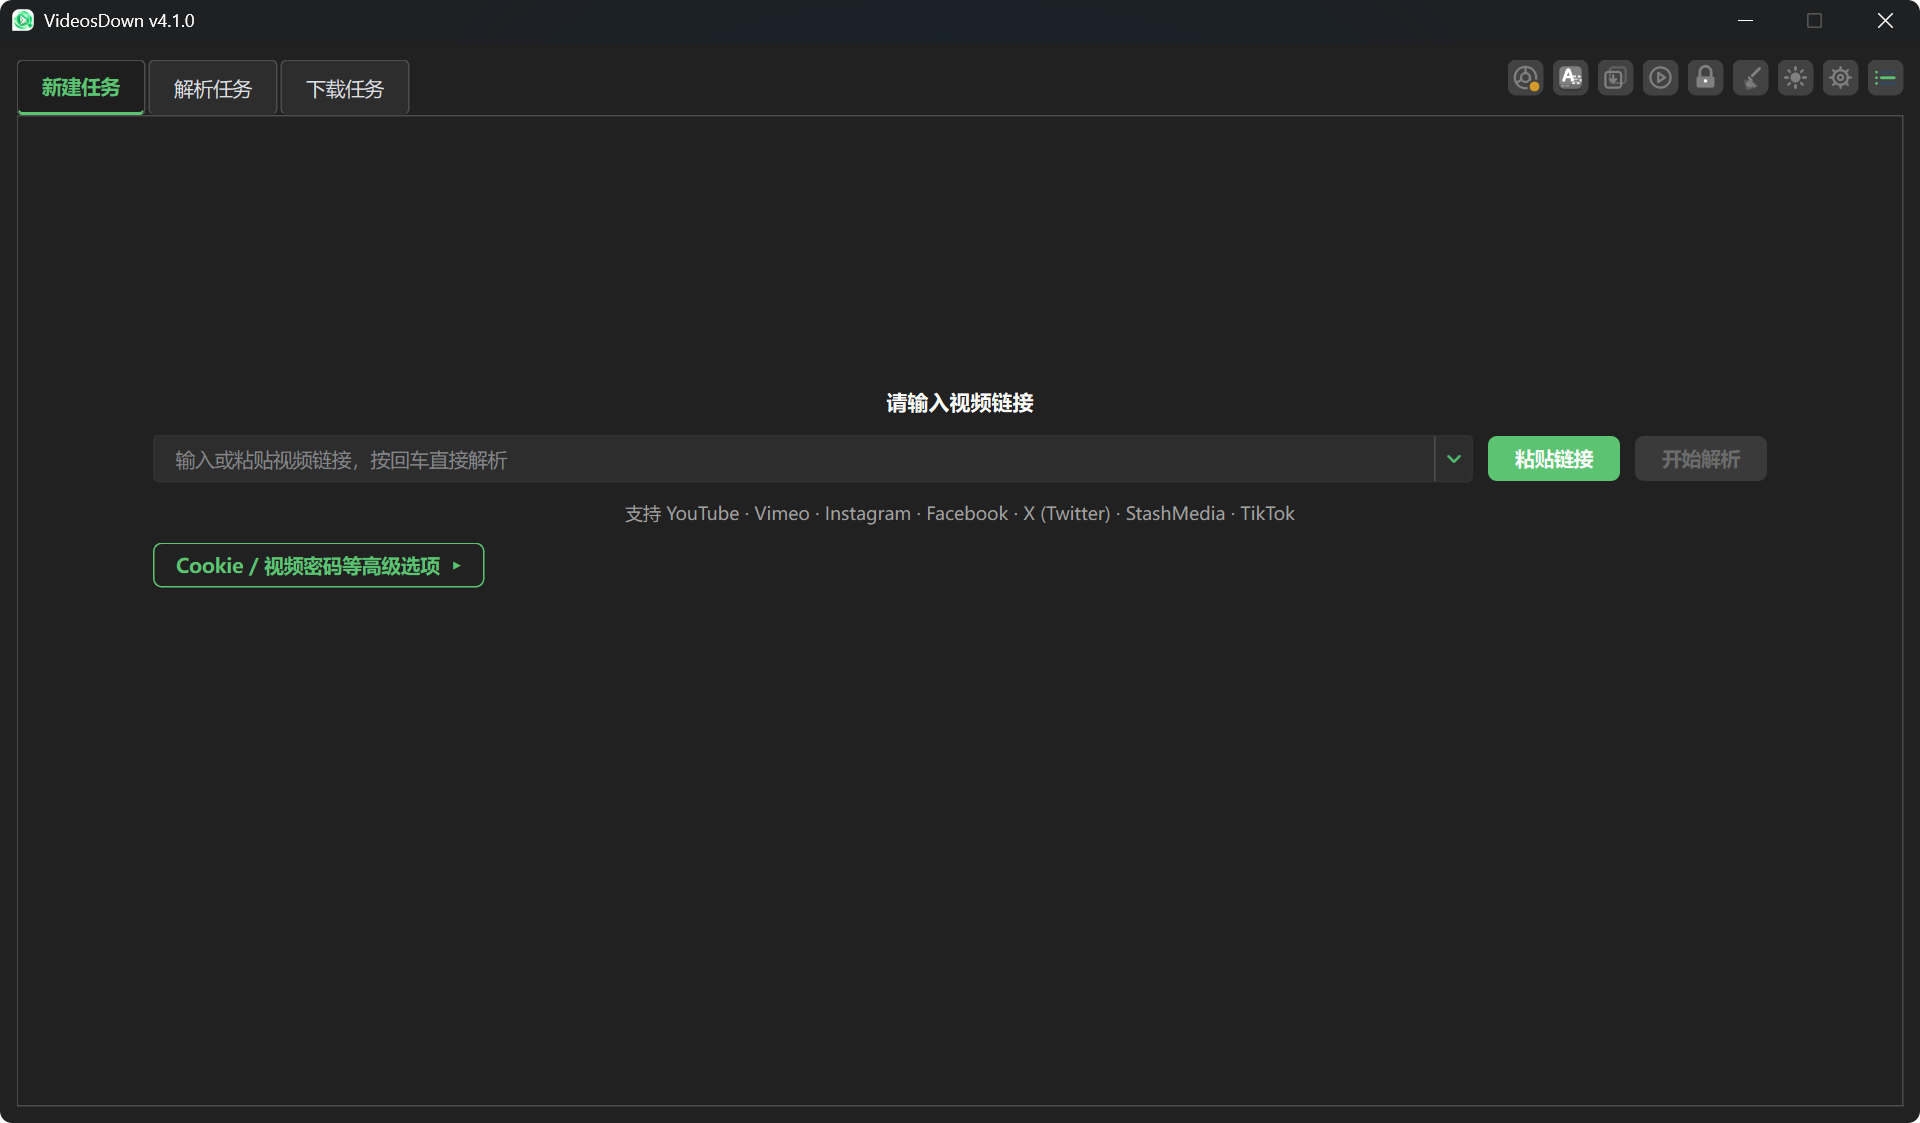 VideosDown v4.1.0
新建任务 解析任务 下载任务
请输入视频链接
输入或粘贴视频链接，按回车直接解析 粘贴链接 开始解析
支持 YouTube · Vimeo · Instagram · Facebook · X (Twitter) · StashMedia · TikTok
Cookie / 视频密码等高级选项